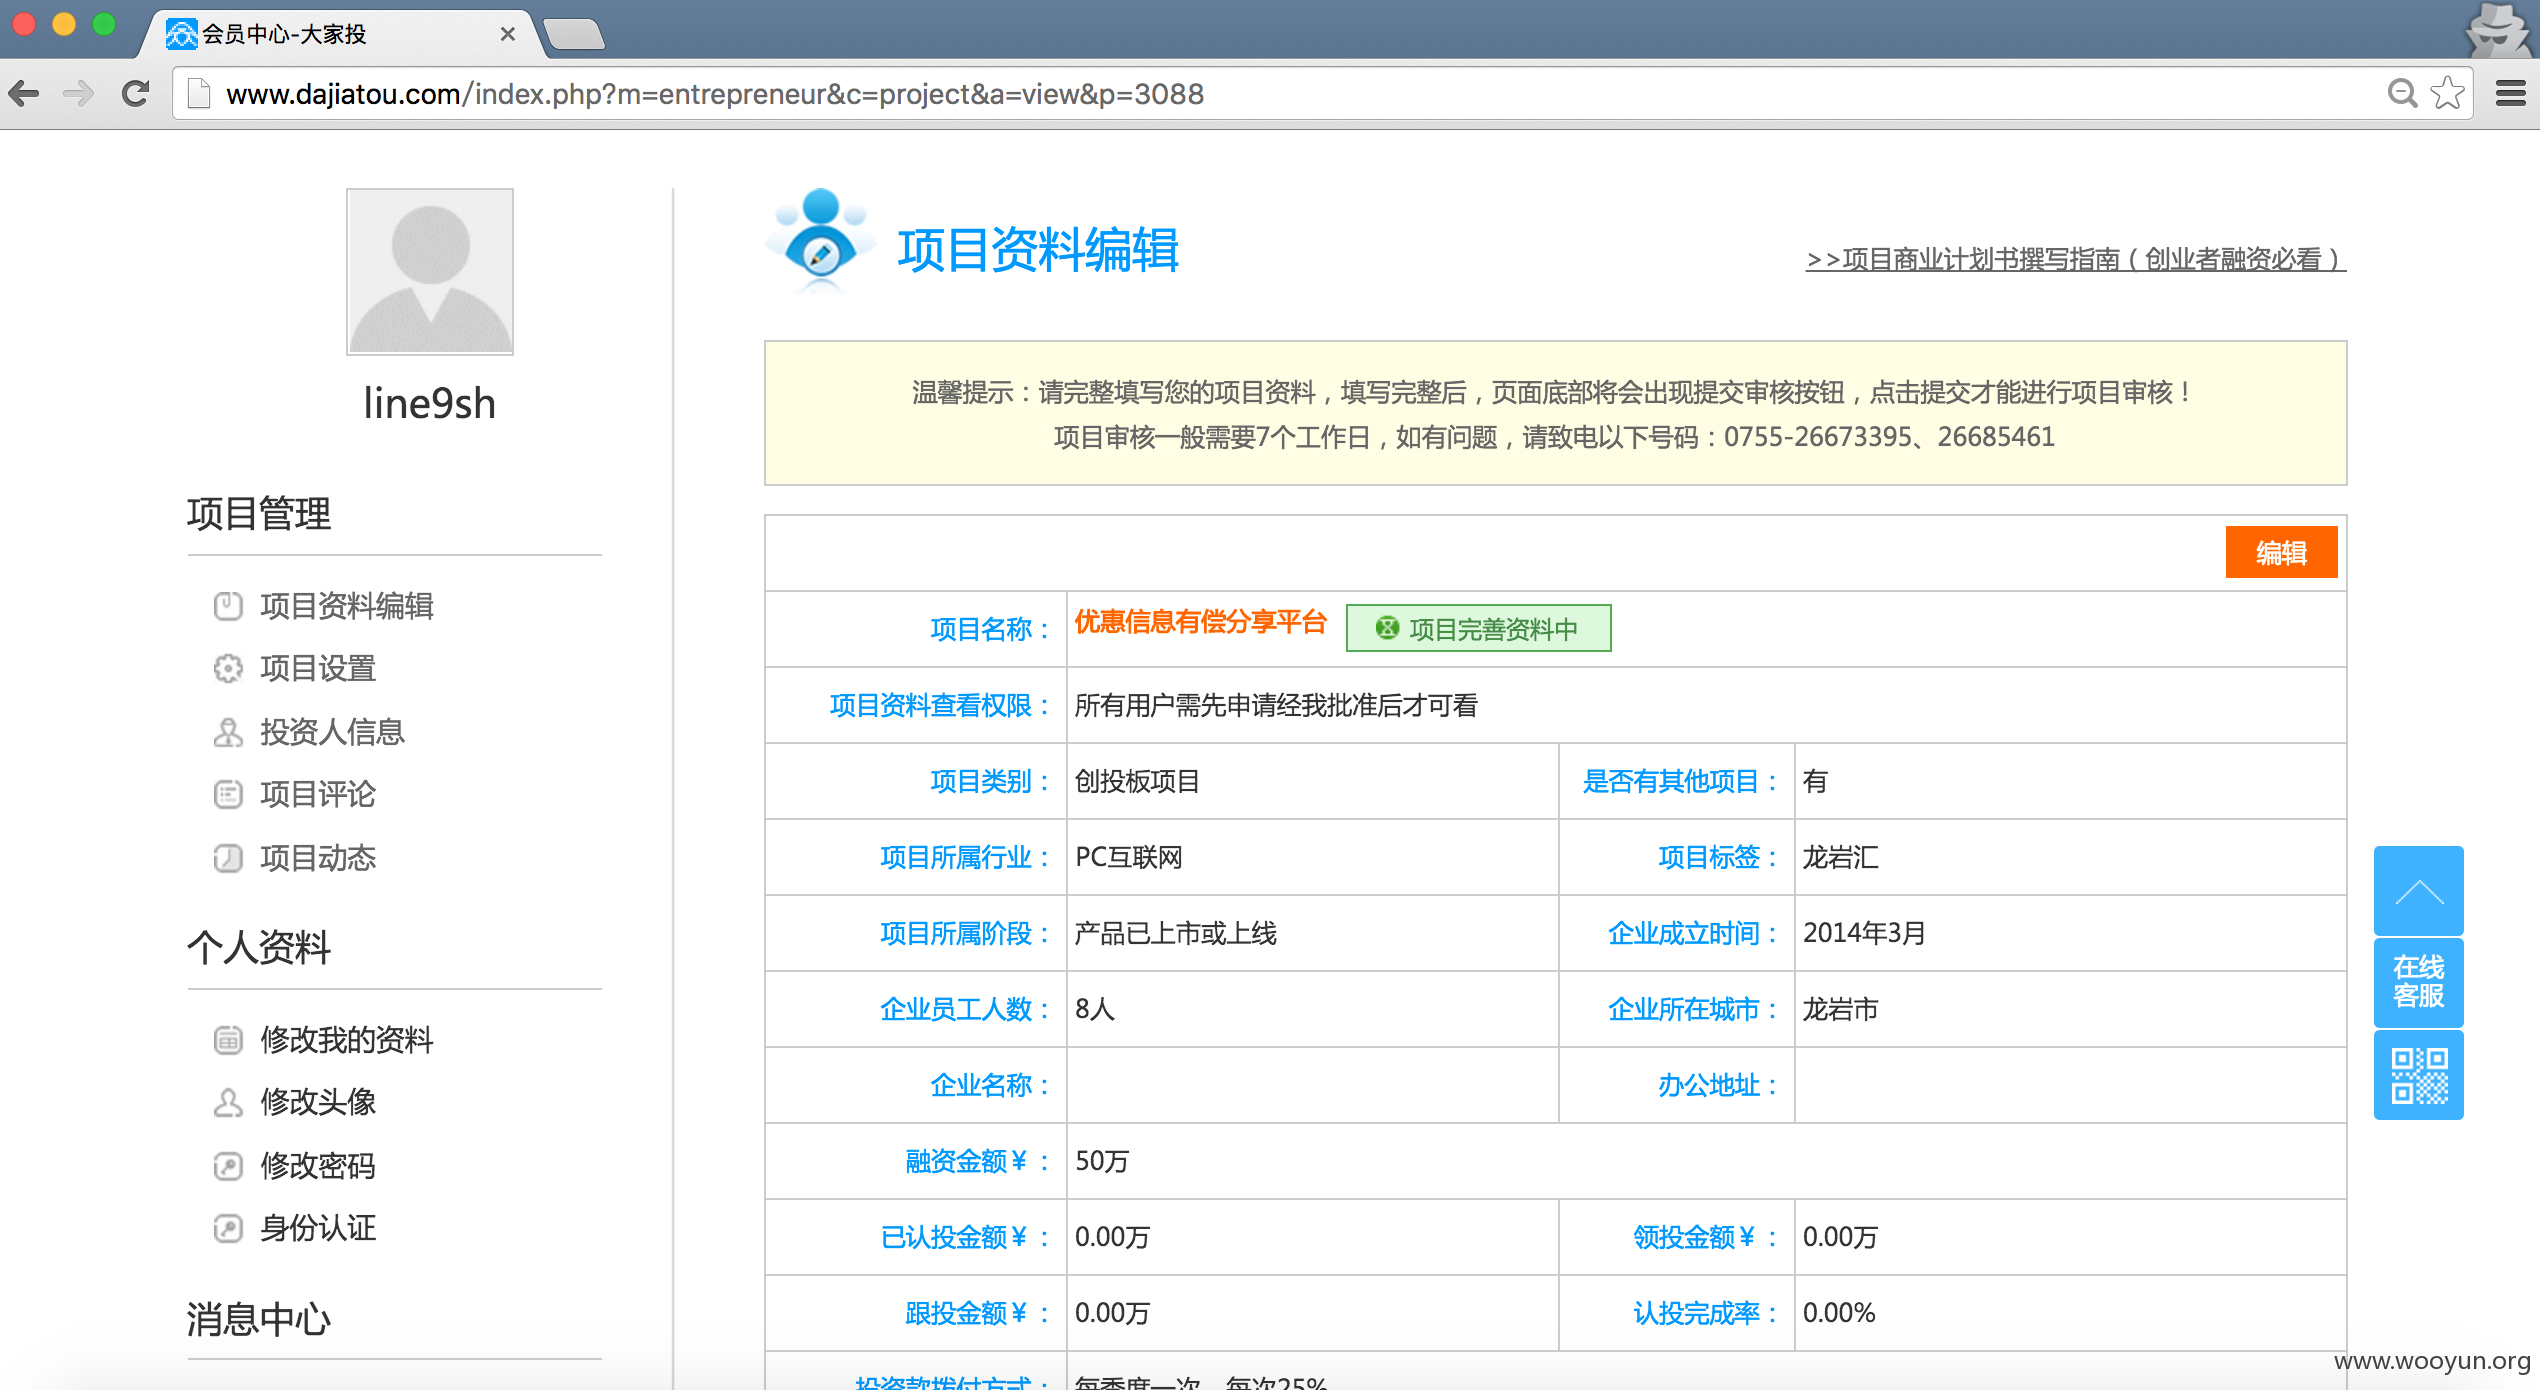 会员中心-大家投
www.dajiatou.com/index.php?m=entrepreneur&c=project&a=view&p=3088
line9sh
项目管理
项目资料编辑
项目设置
投资人信息
项目评论
项目动态
个人资料
修改我的资料
修改头像
修改密码
身份认证
消息中心
项目资料编辑
>>项目商业计划书撰写指南（创业者融资必看）
温馨提示：请完整填写您的项目资料，填写完整后，页面底部将会出现提交审核按钮，点击提交才能进行项目审核！
项目审核一般需要7个工作日，如有问题，请致电以下号码：0755-26673395、26685461
编辑
项目名称： 优惠信息有偿分享平台 项目完善资料中
项目资料查看权限： 所有用户需先申请经我批准后才可看
项目类别： 创投板项目 是否有其他项目： 有
项目所属行业： PC互联网 项目标签： 龙岩汇
项目所属阶段： 产品已上市或上线 企业成立时间： 2014年3月
企业员工人数： 8人 企业所在城市： 龙岩市
企业名称： 办公地址：
融资金额¥ ： 50万
已认投金额¥ ： 0.00万 领投金额¥ ： 0.00万
跟投金额¥ ： 0.00万 认投完成率： 0.00%
投资款拨付方式： 每季度一次，每次25%
在线
客服
www.wooyun.org